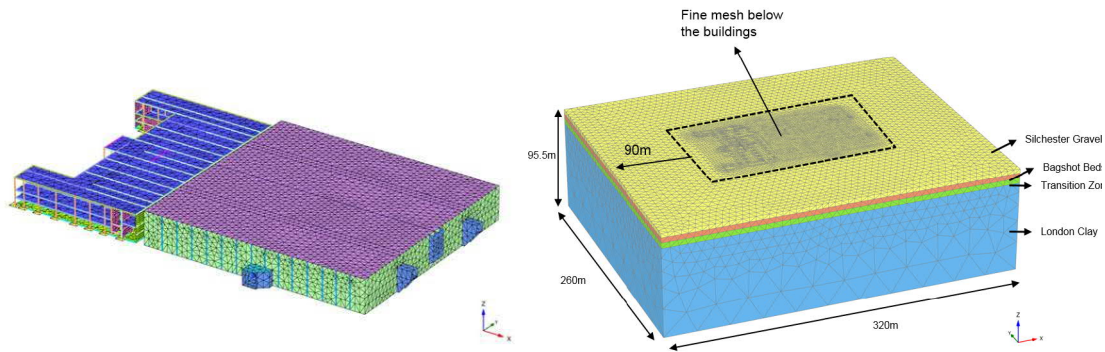 Fine mesh below
the buildings
95.5m
90m
Silchester Gravel
Bagshot Beds
Transition Zon
London Clay
260m
320m
Z
Y
X
Z
Y
X